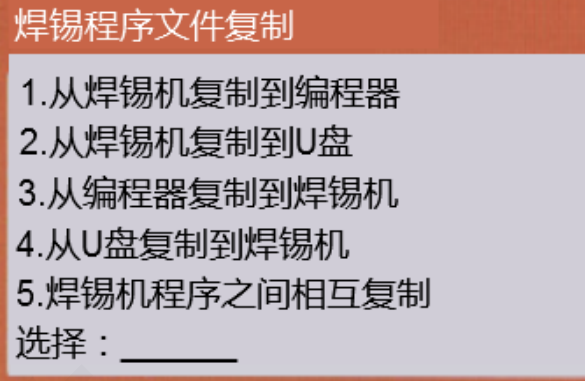 焊锡程序文件复制
1.从焊锡机复制到编程器
2.从焊锡机复制到U盘
3.从编程器复制到焊锡机
4.从U盘复制到焊锡机
5.焊锡机程序之间相互复制
选择：______